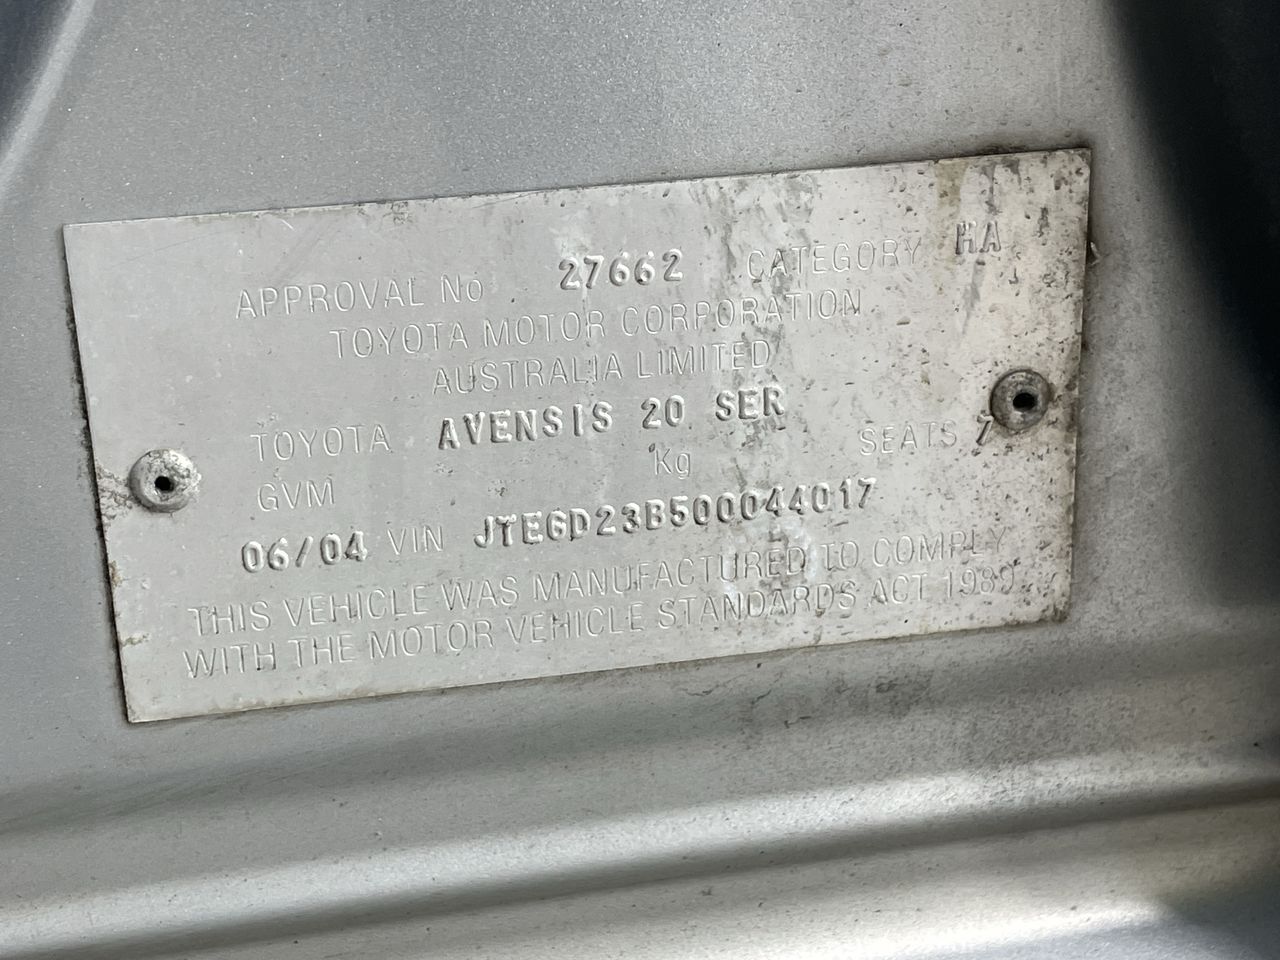 APPROVAL No 27662 CATEGORY HA
TOYOTA MOTOR CORPORATION
AUSTRALIA LIMITED
TOYOTA AVENSIS 20 SER SEATS 7
GVM Kg
06/04 VIN JTEGD23B500044017
THIS VEHICLE WAS MANUFACTURED TO COMPLY
WITH THE MOTOR VEHICLE STANDARDS ACT 1989